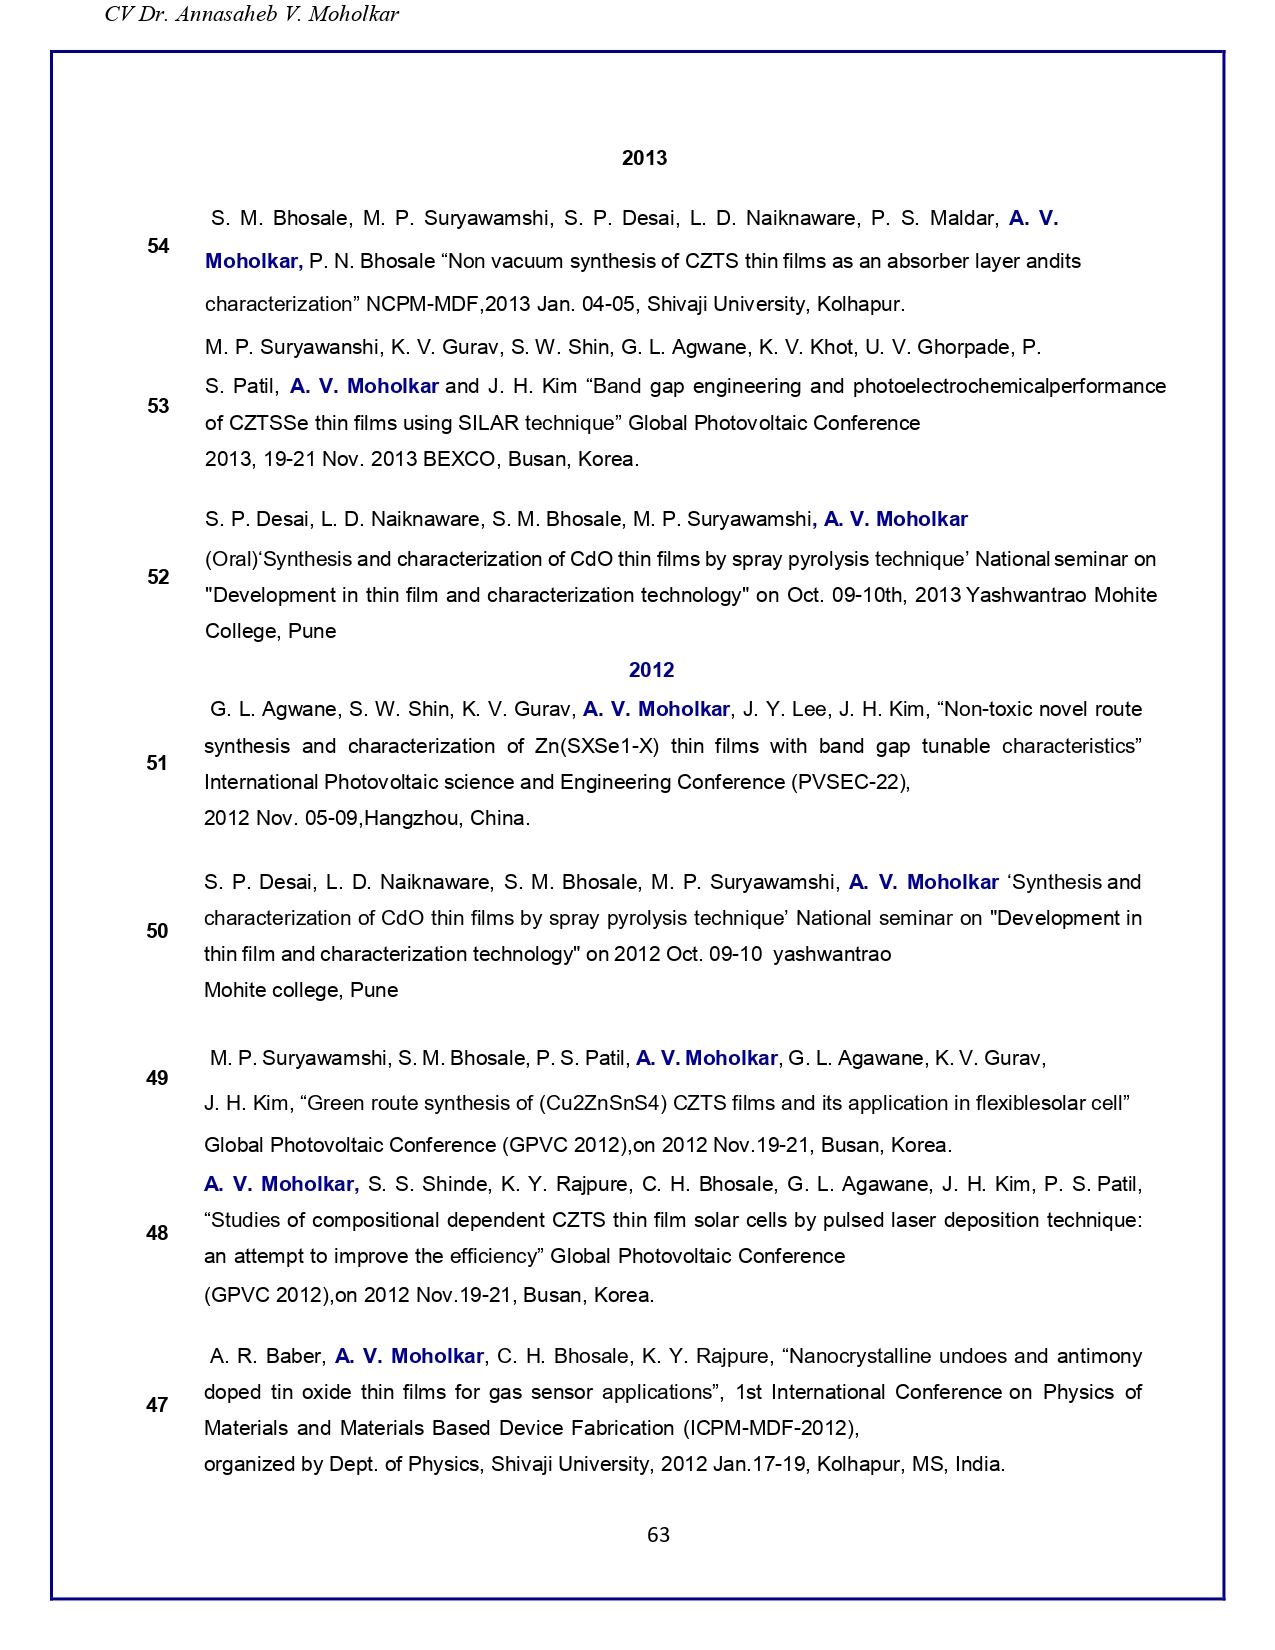 CV Dr. Annasaheb V. Moholkar
2013
S. M. Bhosale, M. P. Suryawamshi, S. P. Desai, L. D. Naiknaware, P. S. Maldar, A. V.
54
Moholkar, P. N. Bhosale “Non vacuum synthesis of CZTS thin films as an absorber layer andits
characterization” NCPM-MDF,2013 Jan. 04-05, Shivaji University, Kolhapur.
M. P. Suryawanshi, K. V. Gurav, S. W. Shin, G. L. Agwane, K. V. Khot, U. V. Ghorpade, P.
S. Patil, A. V. Moholkar and J. H. Kim “Band gap engineering and photoelectrochemicalperformance
53
of CZTSSe thin films using SILAR technique” Global Photovoltaic Conference
2013, 19-21 Nov. 2013 BEXCO, Busan, Korea.
S. P. Desai, L. D. Naiknaware, S. M. Bhosale, M. P. Suryawamshi, A. V. Moholkar
(Oral)‘Synthesis and characterization of CdO thin films by spray pyrolysis technique’ National seminar on
52
"Development in thin film and characterization technology" on Oct. 09-10th, 2013 Yashwantrao Mohite
College, Pune
2012
G. L. Agwane, S. W. Shin, K. V. Gurav, A. V. Moholkar, J. Y. Lee, J. H. Kim, “Non-toxic novel route
synthesis and characterization of Zn(SXSe1-X) thin films with band gap tunable characteristics”
51
International Photovoltaic science and Engineering Conference (PVSEC-22),
2012 Nov. 05-09,Hangzhou, China.
S. P. Desai, L. D. Naiknaware, S. M. Bhosale, M. P. Suryawamshi, A. V. Moholkar ‘Synthesis and
characterization of CdO thin films by spray pyrolysis technique’ National seminar on "Development in
50
thin film and characterization technology" on 2012 Oct. 09-10 yashwantrao
Mohite college, Pune
M. P. Suryawamshi, S. M. Bhosale, P. S. Patil, A. V. Moholkar, G. L. Agawane, K. V. Gurav,
49
J. H. Kim, “Green route synthesis of (Cu2ZnSnS4) CZTS films and its application in flexiblesolar cell”
Global Photovoltaic Conference (GPVC 2012),on 2012 Nov.19-21, Busan, Korea.
A. V. Moholkar, S. S. Shinde, K. Y. Rajpure, C. H. Bhosale, G. L. Agawane, J. H. Kim, P. S. Patil,
“Studies of compositional dependent CZTS thin film solar cells by pulsed laser deposition technique:
48
an attempt to improve the efficiency” Global Photovoltaic Conference
(GPVC 2012),on 2012 Nov.19-21, Busan, Korea.
A. R. Baber, A. V. Moholkar, C. H. Bhosale, K. Y. Rajpure, “Nanocrystalline undoes and antimony
doped tin oxide thin films for gas sensor applications”, 1st International Conference on Physics of
47
Materials and Materials Based Device Fabrication (ICPM-MDF-2012),
organized by Dept. of Physics, Shivaji University, 2012 Jan.17-19, Kolhapur, MS, India.
63